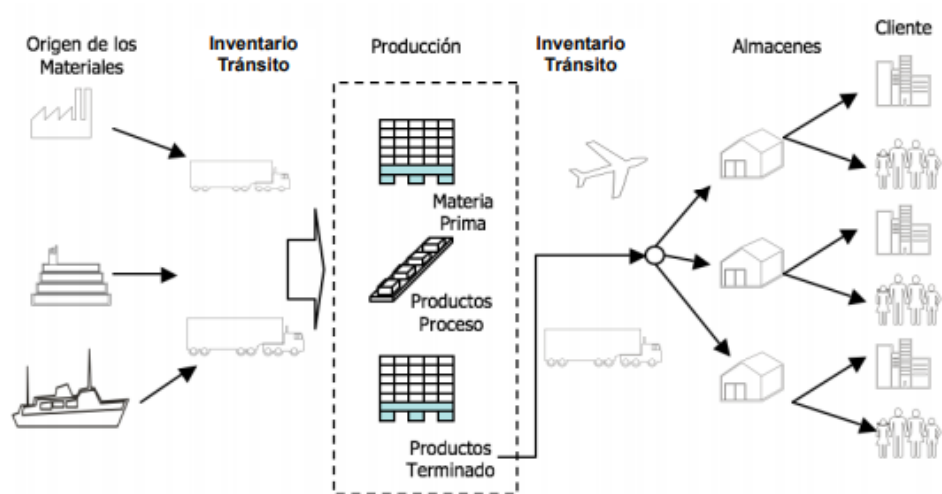 Origen de los
Materiales
Inventario
Tránsito
Producción
Inventario
Tránsito
Almacenes
Cliente
Materia
Prima
Productos
Proceso
Productos
Terminado